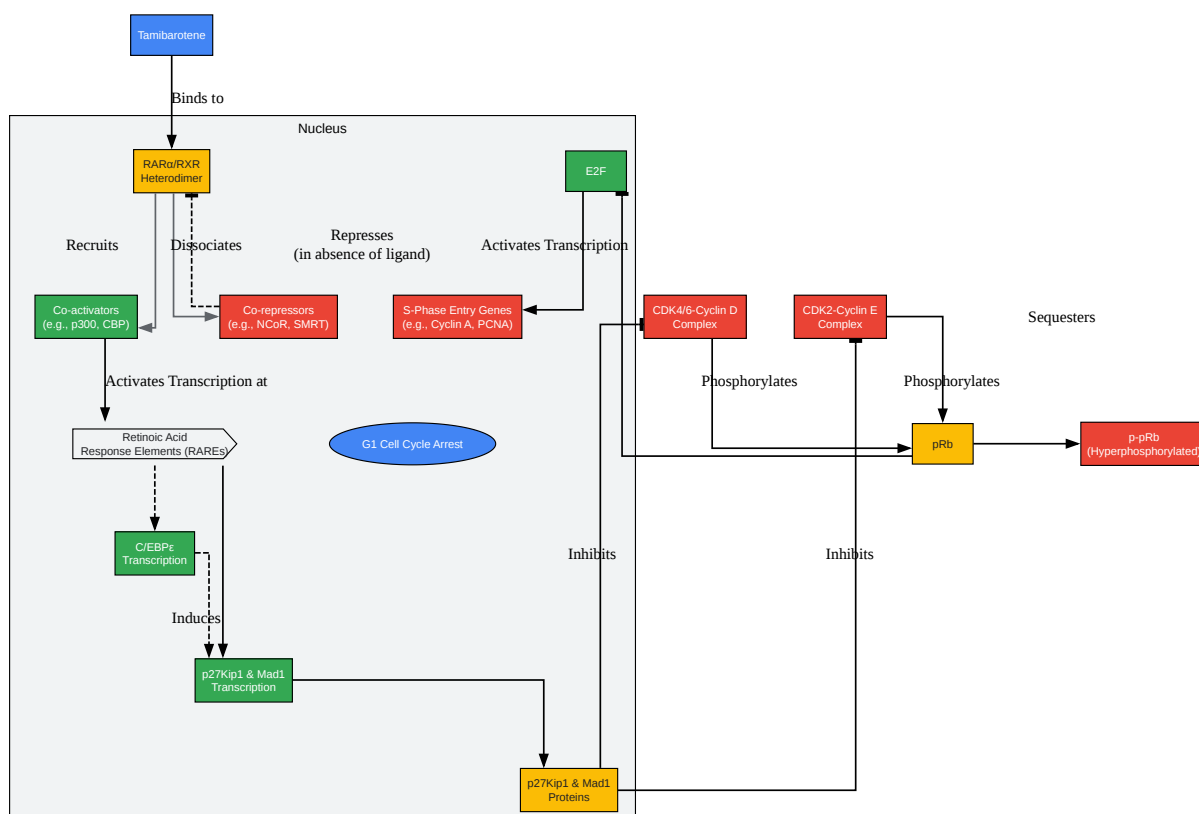 Tamibarotene
Binds to
Nucleus
RARα/RXR
Heterodimer
E2F
Recruits
Dissociates
Represses
(in absence of ligand)
Activates Transcription
Co-activators
(e.g., p300, CBP)
Co-repressors
(e.g., NCoR, SMRT)
S-Phase Entry Genes
(e.g., Cyclin A, PCNA)
CDK4/6-Cyclin D
Complex
CDK2-Cyclin E
Complex
Sequesters
Activates Transcription at
Phosphorylates
Phosphorylates
Retinoic Acid
Response Elements (RAREs)
G1 Cell Cycle Arrest
pRb
p-pRb
(Hyperphosphorylated)
C/EBPε
Transcription
Inhibits
Inhibits
Induces
p27Kip1 & Mad1
Transcription
p27Kip1 & Mad1
Proteins